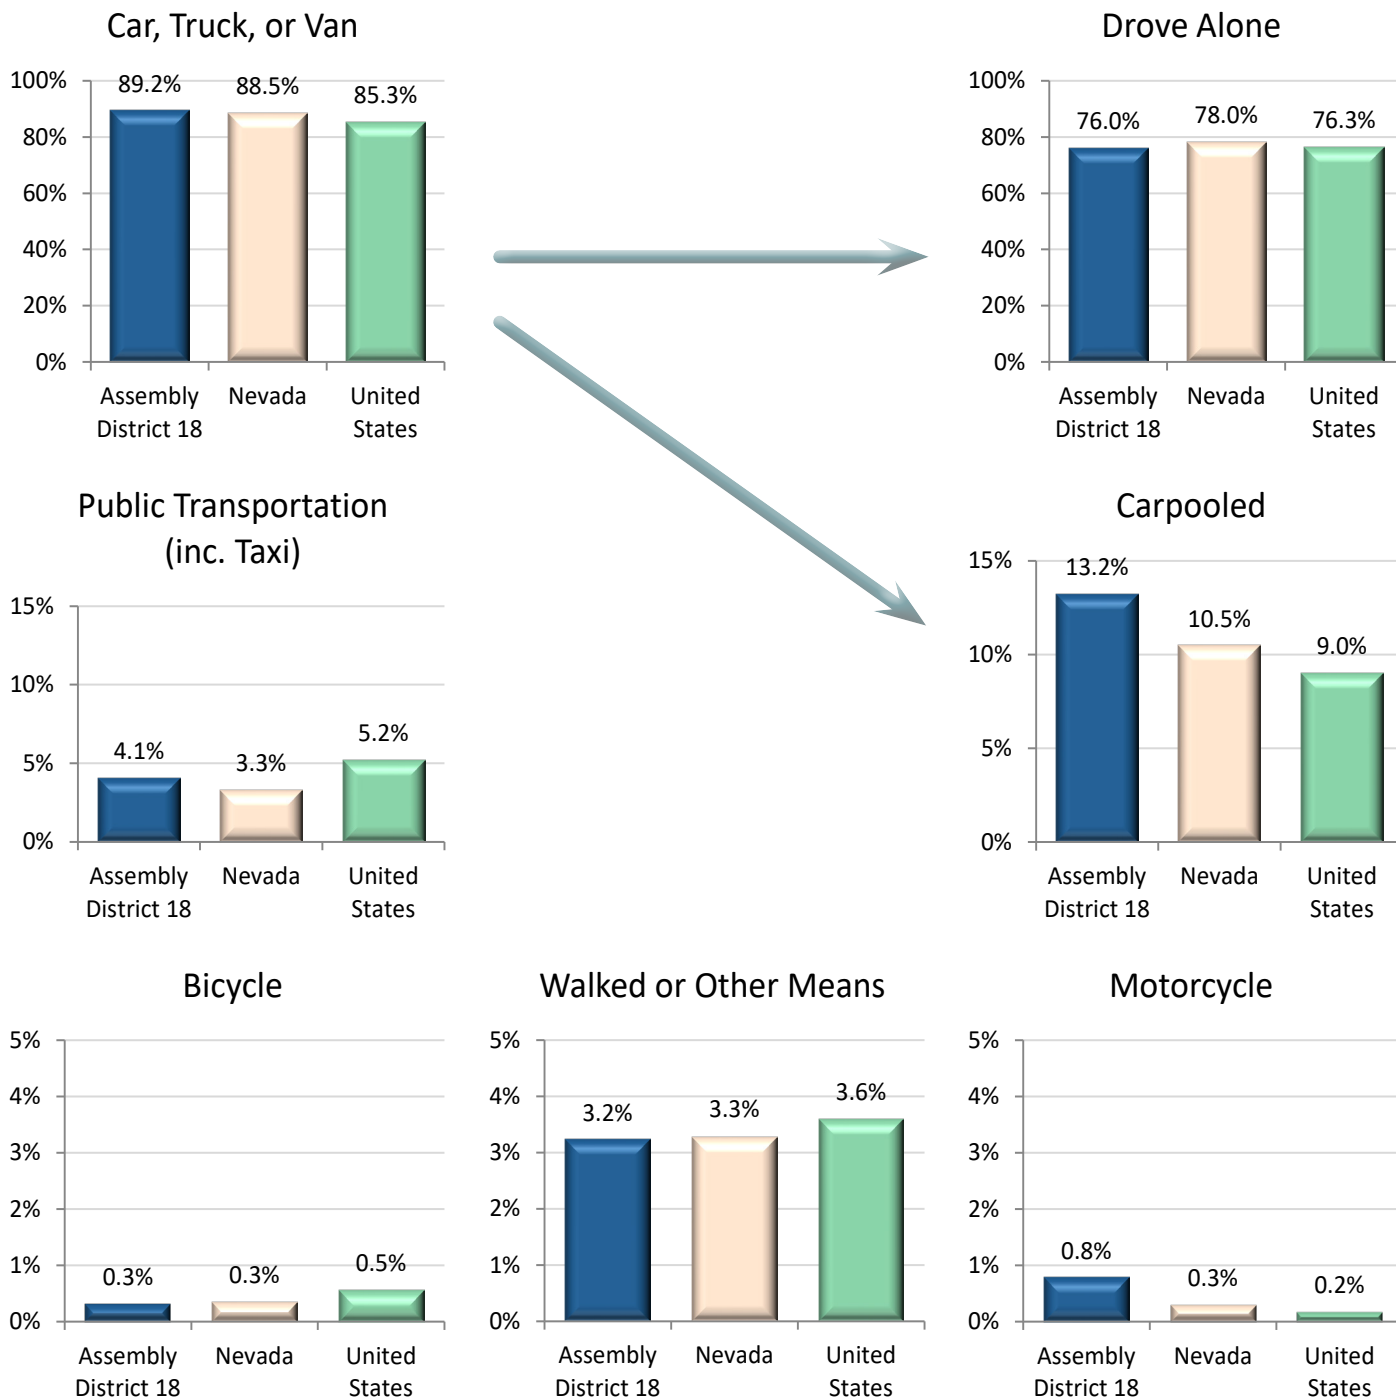 Car, Truck, or Van
100%
80%
60%
40%
20%
0%
89.2%
88.5%
85.3%
Assembly
District 18
Nevada
United
States
Drove Alone
100%
80%
60%
40%
20%
0%
76.0%
78.0%
76.3%
Assembly
District 18
Nevada
United
States
Public Transportation
(inc. Taxi)
15%
10%
5%
0%
4.1%
3.3%
5.2%
Assembly
District 18
Nevada
United
States
Carpooled
15%
10%
5%
0%
13.2%
10.5%
9.0%
Assembly
District 18
Nevada
United
States
Bicycle
5%
4%
3%
2%
1%
0%
0.3%
0.3%
0.5%
Assembly
District 18
Nevada
United
States
Walked or Other Means
5%
4%
3%
2%
1%
0%
3.2%
3.3%
3.6%
Assembly
District 18
Nevada
United
States
Motorcycle
5%
4%
3%
2%
1%
0%
0.8%
0.3%
0.2%
Assembly
District 18
Nevada
United
States